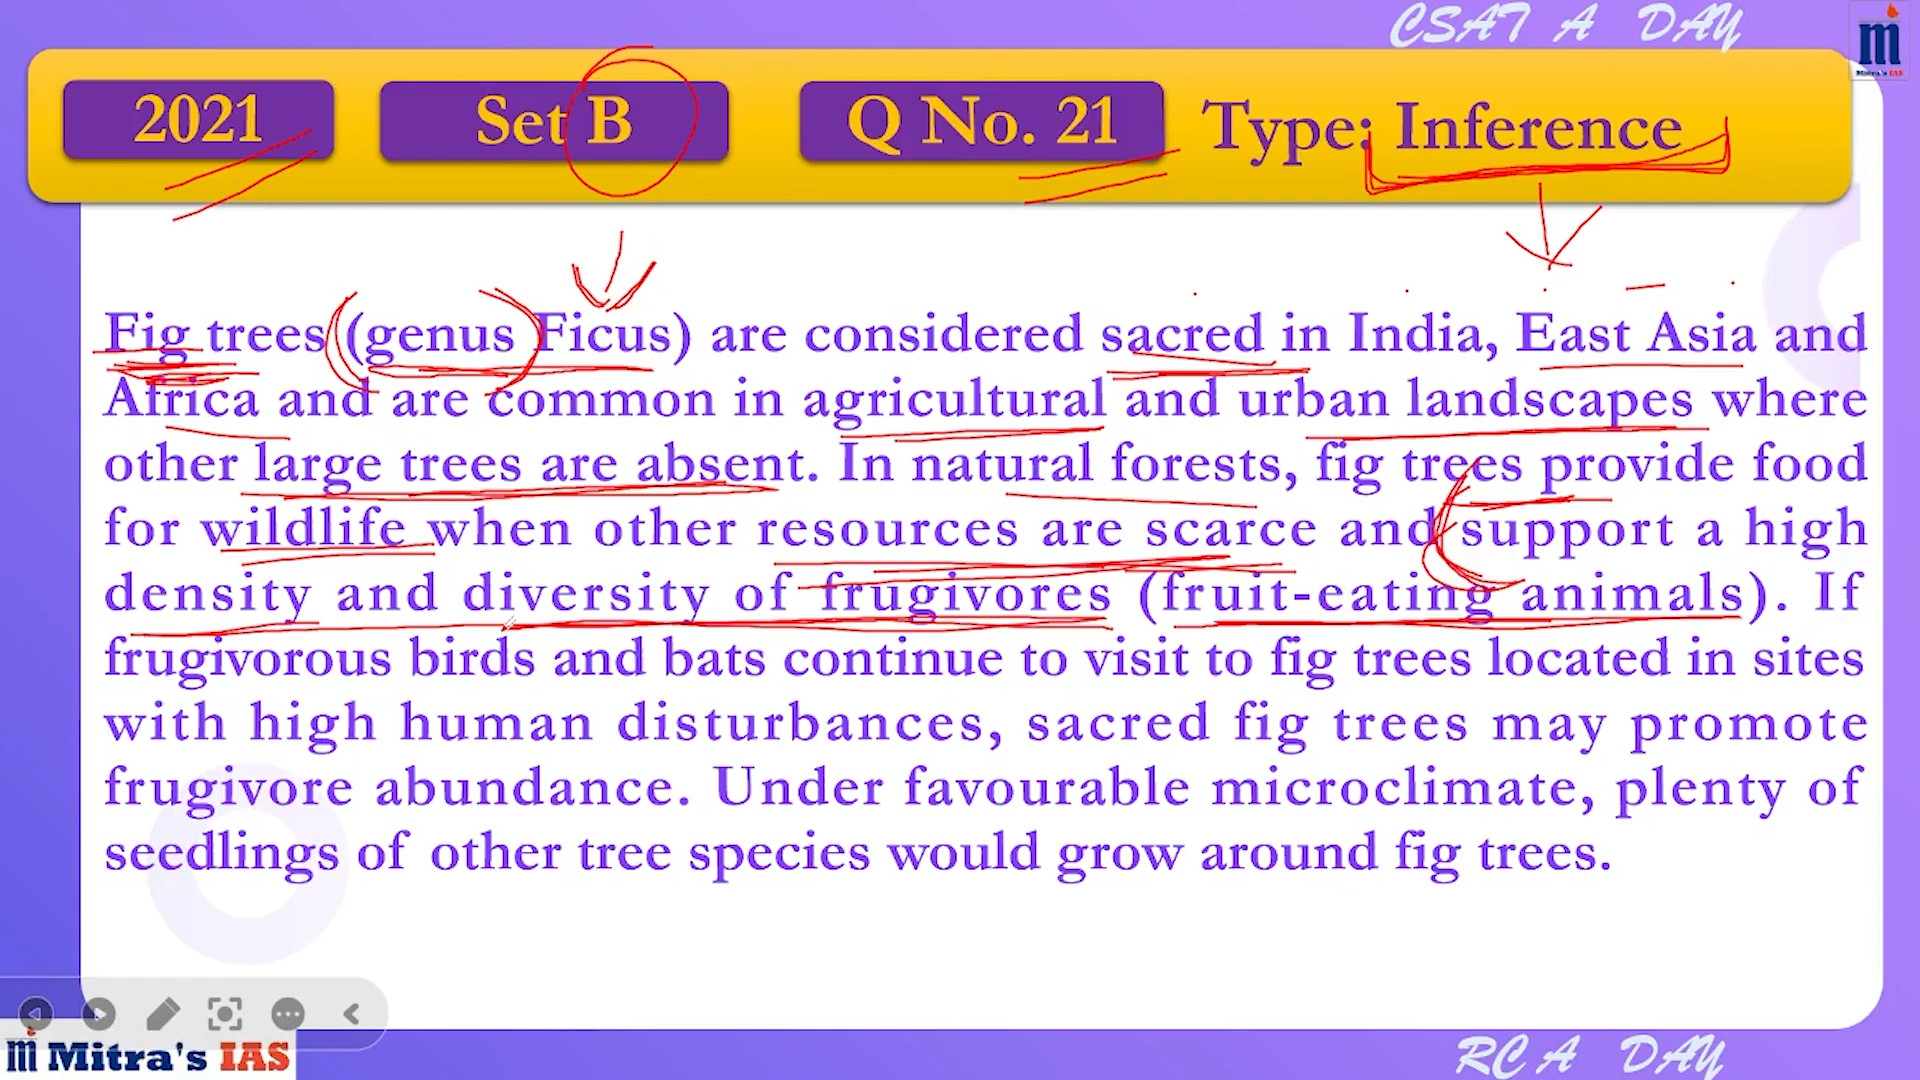 CSAT A DAY
m
Mitra's IAS
2021
Set B
Q No. 21
Type: Inference
Fig trees (genus Ficus) are considered sacred in India, East Asia and
Africa and are common in agricultural and urban landscapes where
other large trees are absent. In natural forests, fig trees provide food
for wildlife when other resources are scarce and support a high
density and diversity of frugivores (fruit-eating animals). If
frugivorous birds and bats continue to visit to fig trees located in sites
with high human disturbances, sacred fig trees may promote
frugivore abundance. Under favourable microclimate, plenty of
seedlings of other tree species would grow around fig trees.
m Mitra's IAS
RC A DAY